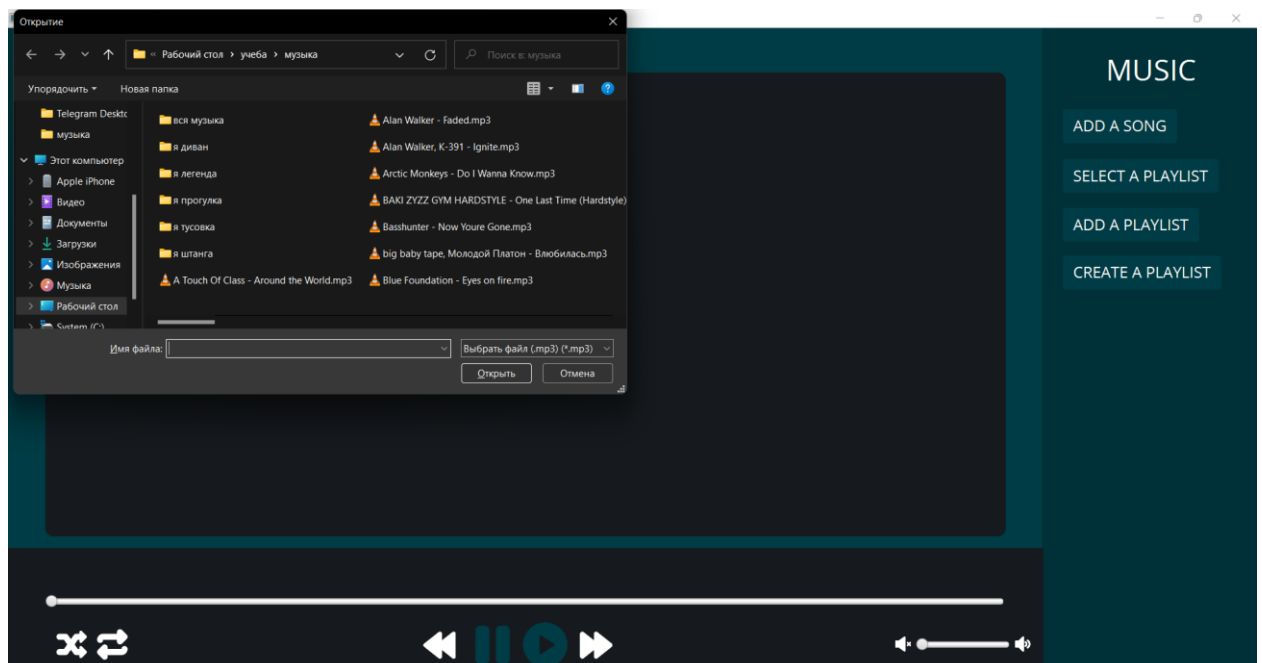 Открытие
« Рабочий стол › учеба › музыка
Поиск в: музыка
Упорядочить
Новая папка
Telegram Deskto
музыка
Этот компьютер
Apple iPhone
Видео
Документы
Загрузки
Изображения
Музыка
Рабочий стол
System (C:)
вся музыка
я диван
я легенда
я прогулка
я тусовка
я штанга
A Touch Of Class - Around the World.mp3
Alan Walker - Faded.mp3
Alan Walker, K-391 - Ignite.mp3
Arctic Monkeys - Do I Wanna Know.mp3
BAKI ZYZZ GYM HARDSTYLE - One Last Time (Hardstyle)
Basshunter - Now Youre Gone.mp3
big baby tape, Молодой Платон - Влюбилась.mp3
Blue Foundation - Eyes on fire.mp3
Имя файла:
Выбрать файл (.mp3) (*.mp3)
Открыть
Отмена
MUSIC
ADD A SONG
SELECT A PLAYLIST
ADD A PLAYLIST
CREATE A PLAYLIST